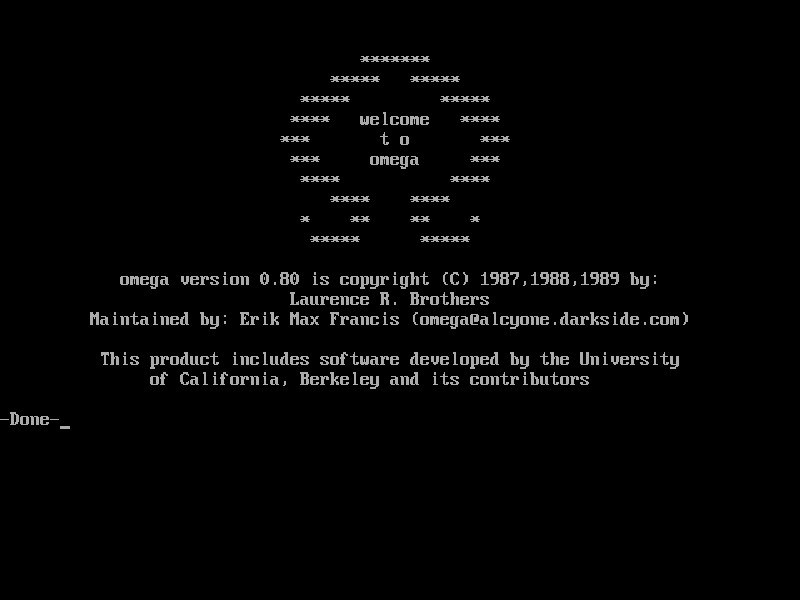 *******
*****   *****
*****         *****
****   welcome   ****
***       t o       ***
***     omega     ***
****           ****
****    ****
*    **    **    *
*****      *****
omega version 0.80 is copyright (C) 1987,1988,1989 by:
Laurence R. Brothers
Maintained by: Erik Max Francis (omega@alcyone.darkside.com)
This product includes software developed by the University
of California, Berkeley and its contributors
-Done-_